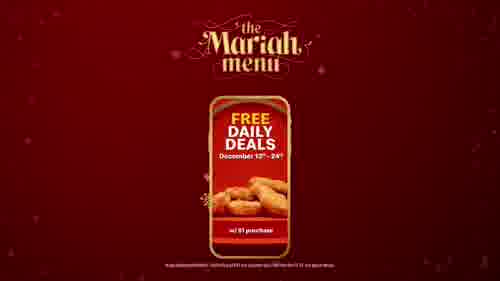 the
Mariah
menu
FREE
DAILY
DEALS
December 13th - 24th
w/ $1 purchase